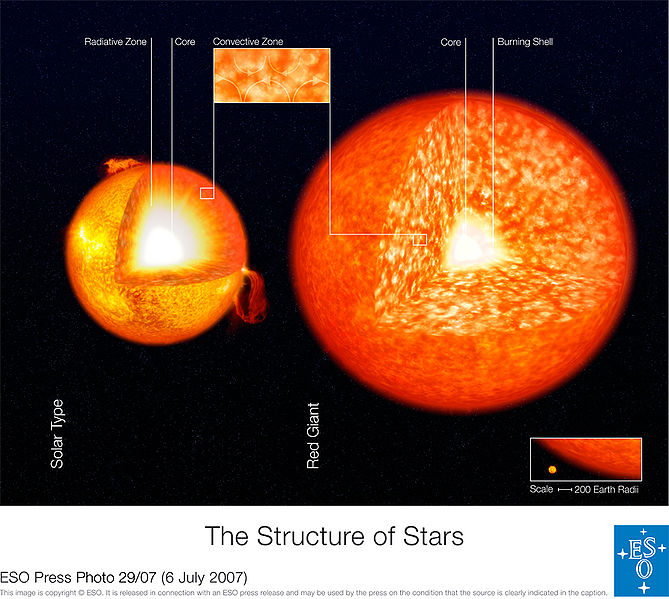 Radiative Zone
Core
Convective Zone
Core
Burning Shell
Solar Type
Red Giant
Scale 200 Earth Radii
The Structure of Stars
ESO Press Photo 29/07 (6 July 2007)
This image is copyright © ESO. It is released in connection with an ESO press release and may be used by the press on the condition that the source is clearly indicated in the caption.
ES
O